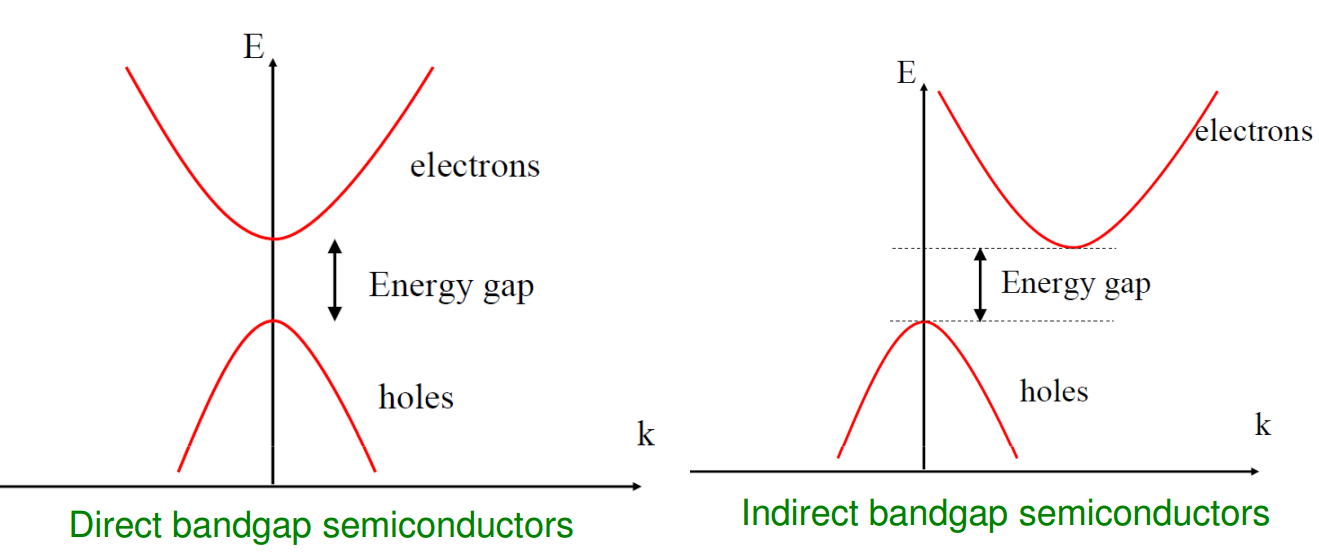 E
electrons
Energy gap
holes
k
Direct bandgap semiconductors
E
electrons
Energy gap
holes
k
Indirect bandgap semiconductors